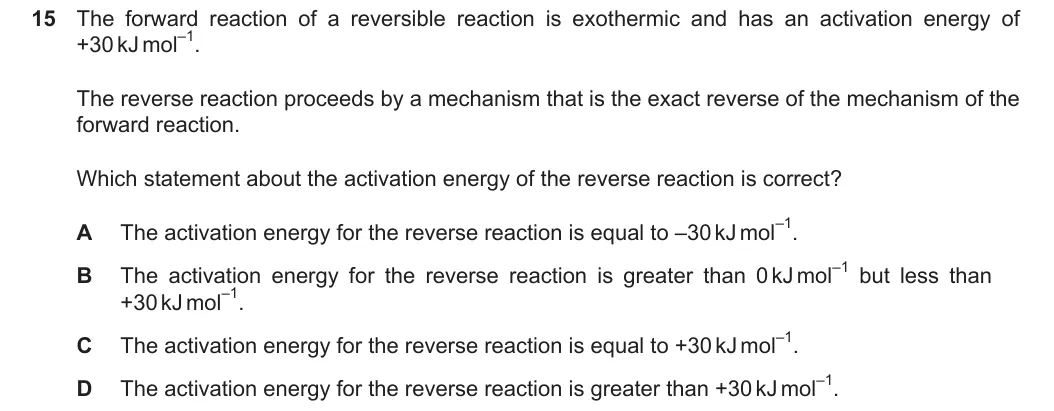 15 The forward reaction of a reversible reaction is exothermic and has an activation energy of
+30 kJ mol⁻¹.
The reverse reaction proceeds by a mechanism that is the exact reverse of the mechanism of the
forward reaction.
Which statement about the activation energy of the reverse reaction is correct?
A The activation energy for the reverse reaction is equal to –30 kJ mol⁻¹.
B The activation energy for the reverse reaction is greater than 0 kJ mol⁻¹ but less than
+30 kJ mol⁻¹.
C The activation energy for the reverse reaction is equal to +30 kJ mol⁻¹.
D The activation energy for the reverse reaction is greater than +30 kJ mol⁻¹.